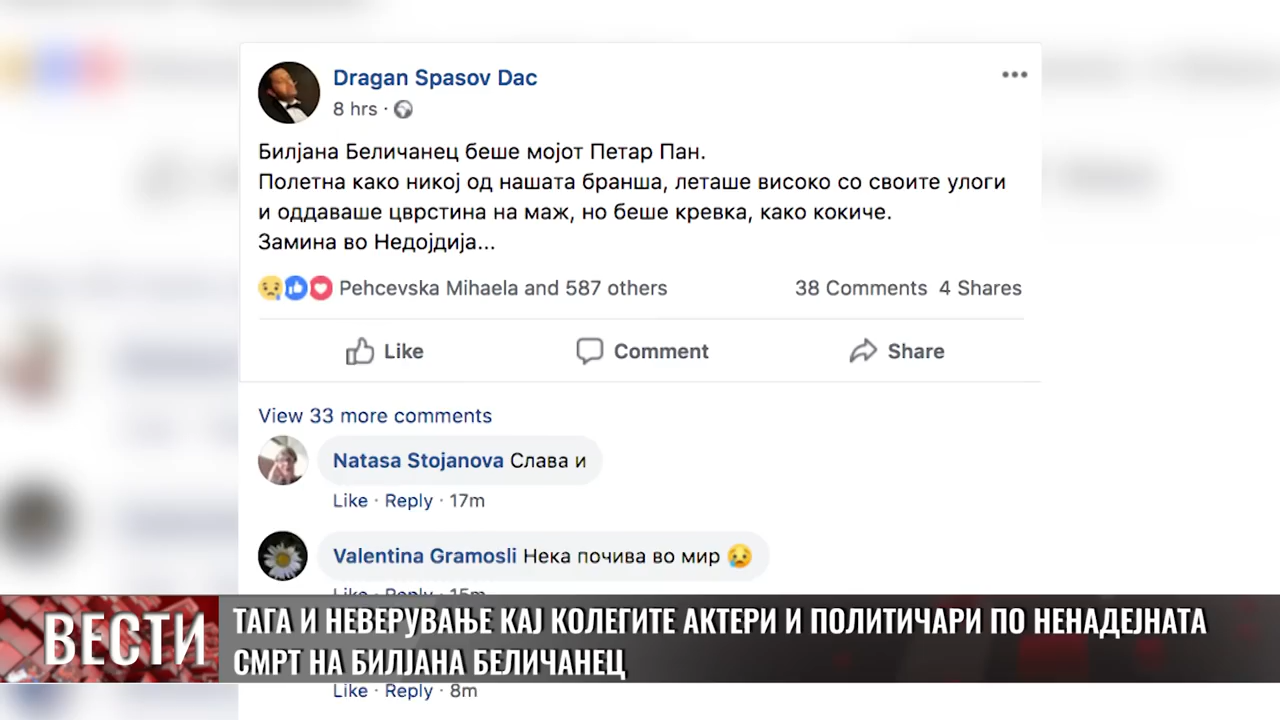 Dragan Spasov Dac
8 hrs ·
Билјана Беличанец беше мојот Петар Пан.
Полетна како никој од нашата бранша, леташе високо со своите улоги
и оддаваше цврстина на маж, но беше кревка, како кокиче.
Замина во Недојдија...
Pehcevska Mihaela and 587 others 38 Comments 4 Shares
Like Comment Share
View 33 more comments
Natasa Stojanova Слава и
Like · Reply · 17m
Valentina Gramosli Нека почива во мир 😢
Like · Reply · 15m
ВЕСТИ
ТАГА И НЕВЕРУВАЊЕ КАЈ КОЛЕГИТЕ АКТЕРИ И ПОЛИТИЧАРИ ПО НЕНАДЕЈНАТА
СМРТ НА БИЛЈАНА БЕЛИЧАНЕЦ
Like · Reply · 8m